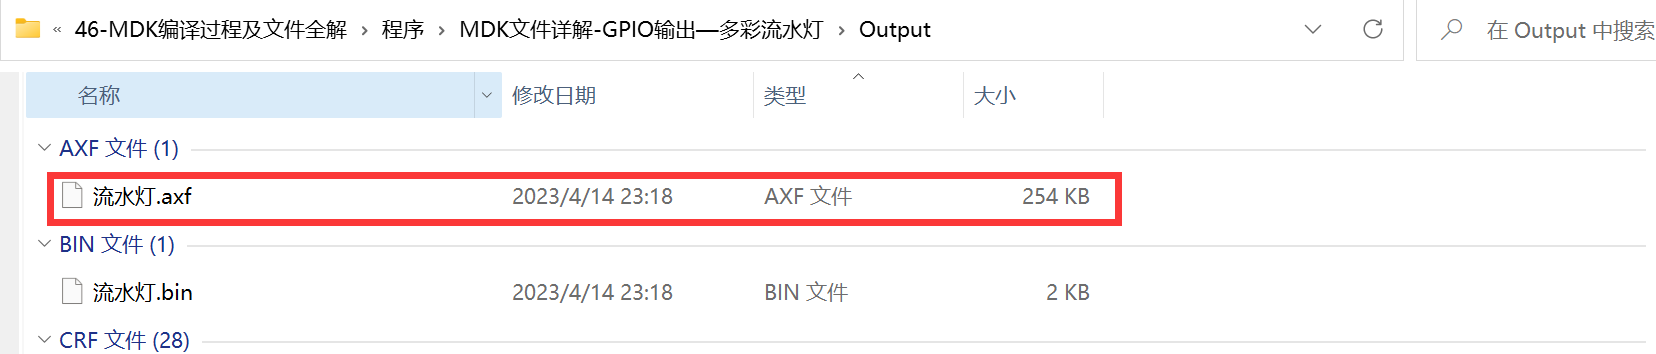 « 46-MDK编译过程及文件全解 › 程序 › MDK文件详解-GPIO输出—多彩流水灯 › Output 在 Output 中搜索
名称 修改日期 类型 大小
AXF 文件 (1)
流水灯.axf 2023/4/14 23:18 AXF 文件 254 KB
BIN 文件 (1)
流水灯.bin 2023/4/14 23:18 BIN 文件 2 KB
CRF 文件 (28)